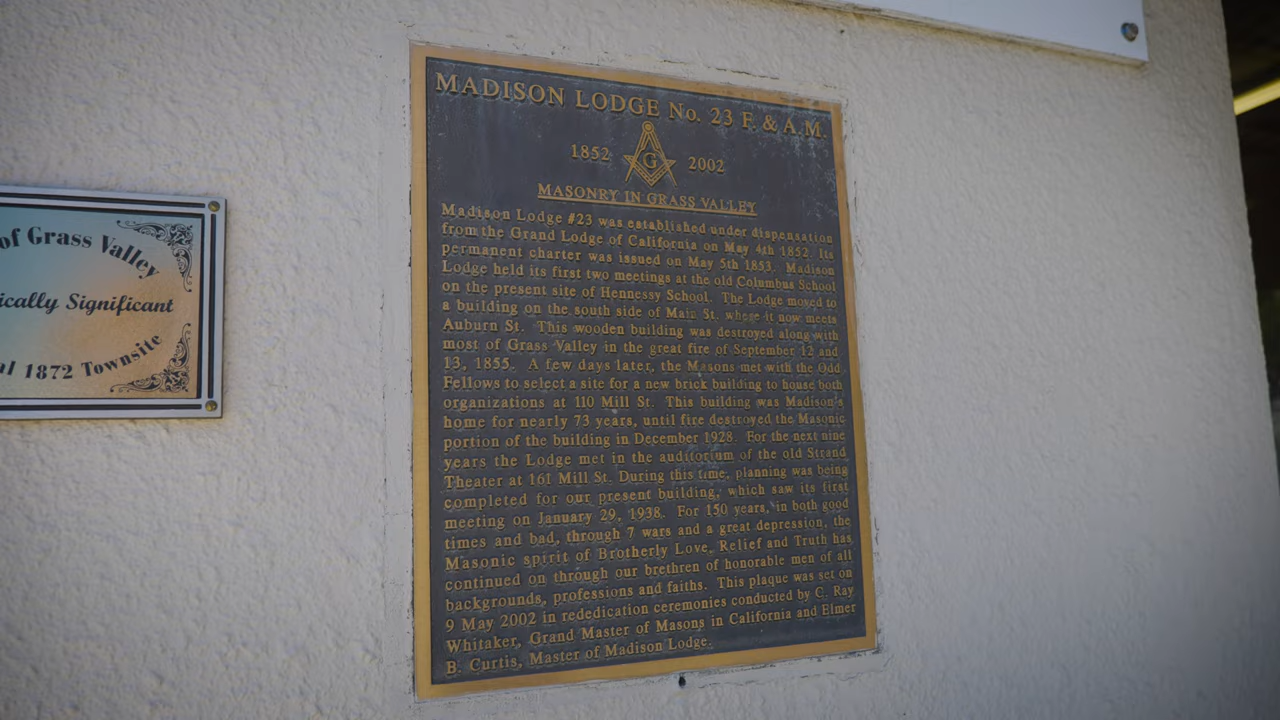 MADISON LODGE No. 23 F. & A.M.
1852 G 2002
MASONRY IN GRASS VALLEY
Madison Lodge #23 was established under dispensation
from the Grand Lodge of California on May 4th 1852. Its
permanent charter was issued on May 5th 1853. Madison
Lodge held its first two meetings at the old Columbus School
on the present site of Hennessy School. The Lodge moved to
a building on the south side of Main St. where it now meets
Auburn St. This wooden building was destroyed along with
most of Grass Valley in the great fire of September 12 and
13, 1855. A few days later, the Masons met with the Odd
Fellows to select a site for a new brick building to house both
organizations at 110 Mill St. This building was Madison's
home for nearly 73 years, until fire destroyed the Masonic
portion of the building in December 1928. For the next nine
years the Lodge met in the auditorium of the old Strand
Theater at 161 Mill St. During this time, planning was being
completed for our present building, which saw its first
meeting on January 29, 1938. For 150 years, in both good
times and bad, through 7 wars and a great depression, the
Masonic spirit of Brotherly Love, Relief and Truth has
continued on through our brethren of honorable men of all
backgrounds, professions and faiths. This plaque was set on
9 May 2002 in rededication ceremonies conducted by C. Ray
Whitaker, Grand Master of Masons in California and Elmer
B. Curtis, Master of Madison Lodge.
of Grass Valley
ically Significant
al 1872 Townsite